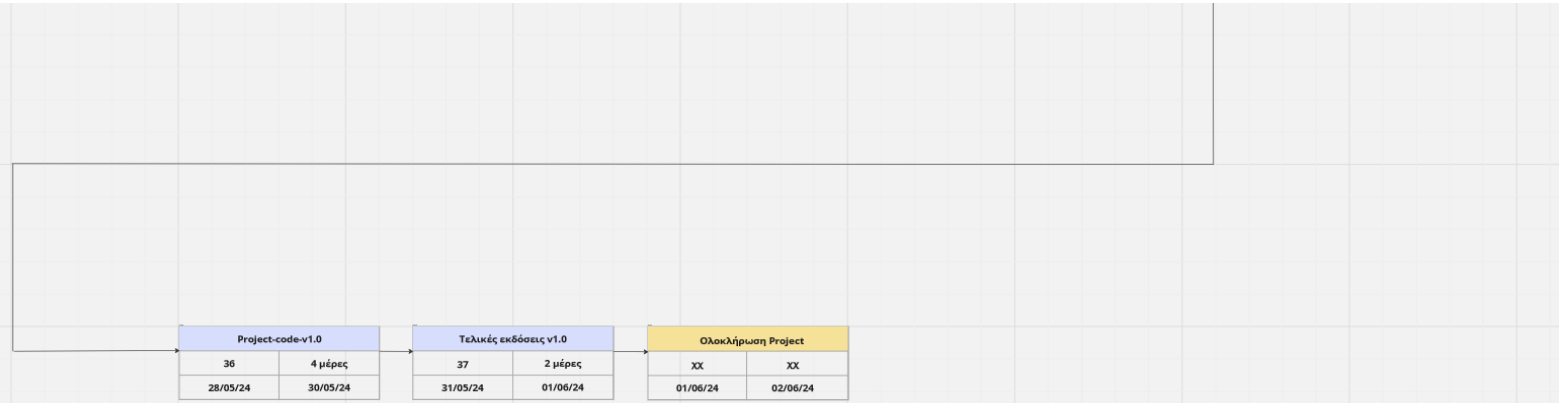 Project-code-v1.0
36 4 μέρες
28/05/24 30/05/24
Τελικές εκδόσεις v1.0
37 2 μέρες
31/05/24 01/06/24
Ολοκλήρωση Project
XX XX
01/06/24 02/06/24